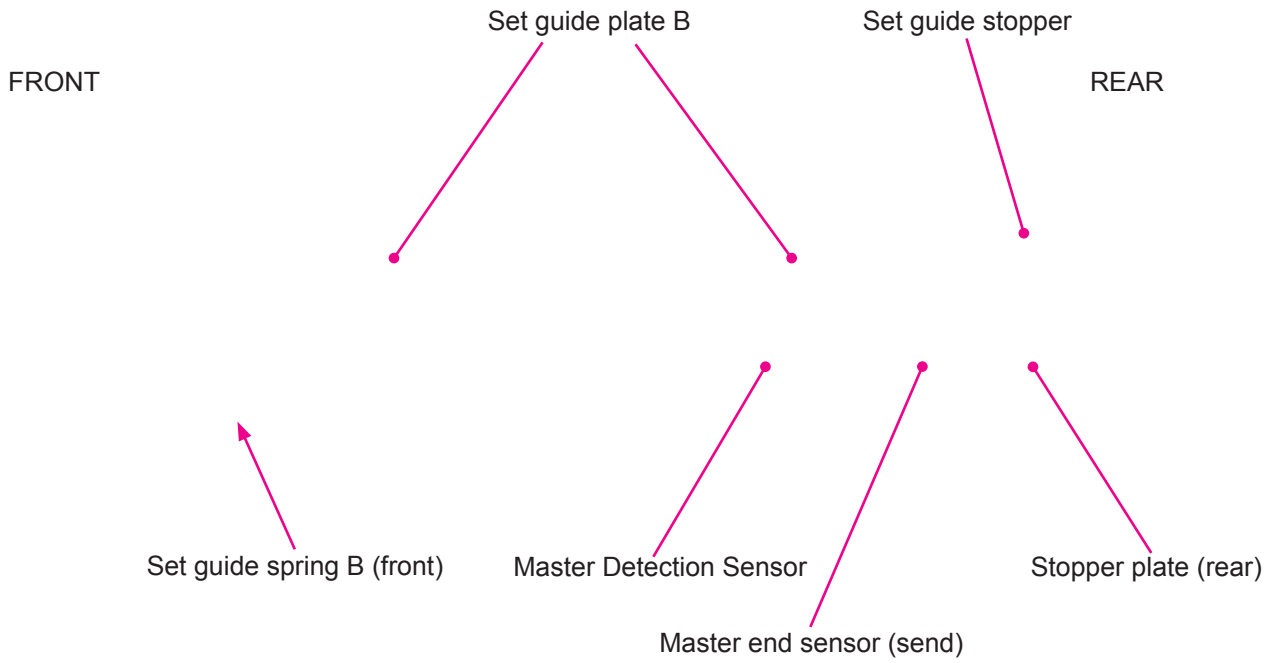 Set guide plate B
Set guide stopper
FRONT
REAR
Set guide spring B (front)
Master Detection Sensor
Stopper plate (rear)
Master end sensor (send)